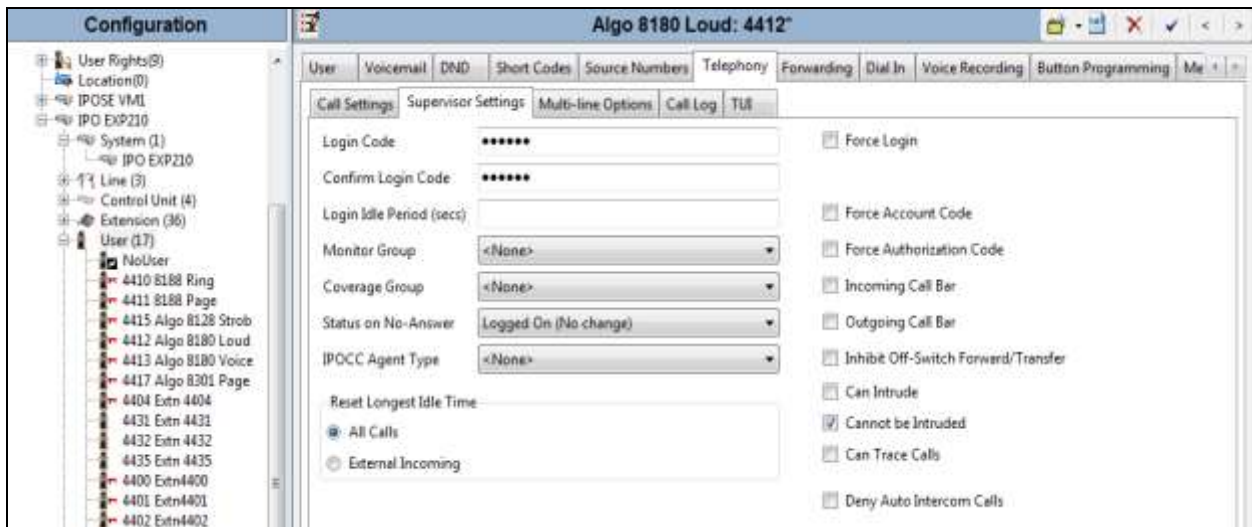 Configuration
User Rights(9)
Location(0)
IPOSE VM1
IPO EXP210
System (1)
IPO EXP210
Line (3)
Control Unit (4)
Extension (36)
User (17)
NoUser
4410 8188 Ring
4411 8188 Page
4415 Algo 8128 Strob
4412 Algo 8180 Loud
4413 Algo 8180 Voice
4417 Algo 8301 Page
4404 Extn 4404
4431 Extn 4431
4432 Extn 4432
4435 Extn 4435
4400 Extn4400
4401 Extn4401
4402 Extn4402
Algo 8180 Loud: 4412*
User Voicemail DND Short Codes Source Numbers Telephony Forwarding Dial In Voice Recording Button Programming Me
Call Settings Supervisor Settings Multi-line Options Call Log TUI
Login Code ●●●●●● Force Login
Confirm Login Code ●●●●●●
Login Idle Period (secs) Force Account Code
Monitor Group <None> Force Authorization Code
Coverage Group <None> Incoming Call Bar
Status on No-Answer Logged On (No change) Outgoing Call Bar
IPOCC Agent Type <None> Inhibit Off-Switch Forward/Transfer
Can Intrude
Reset Longest Idle Time
All Calls Cannot be Intruded
External Incoming Can Trace Calls
Deny Auto Intercom Calls